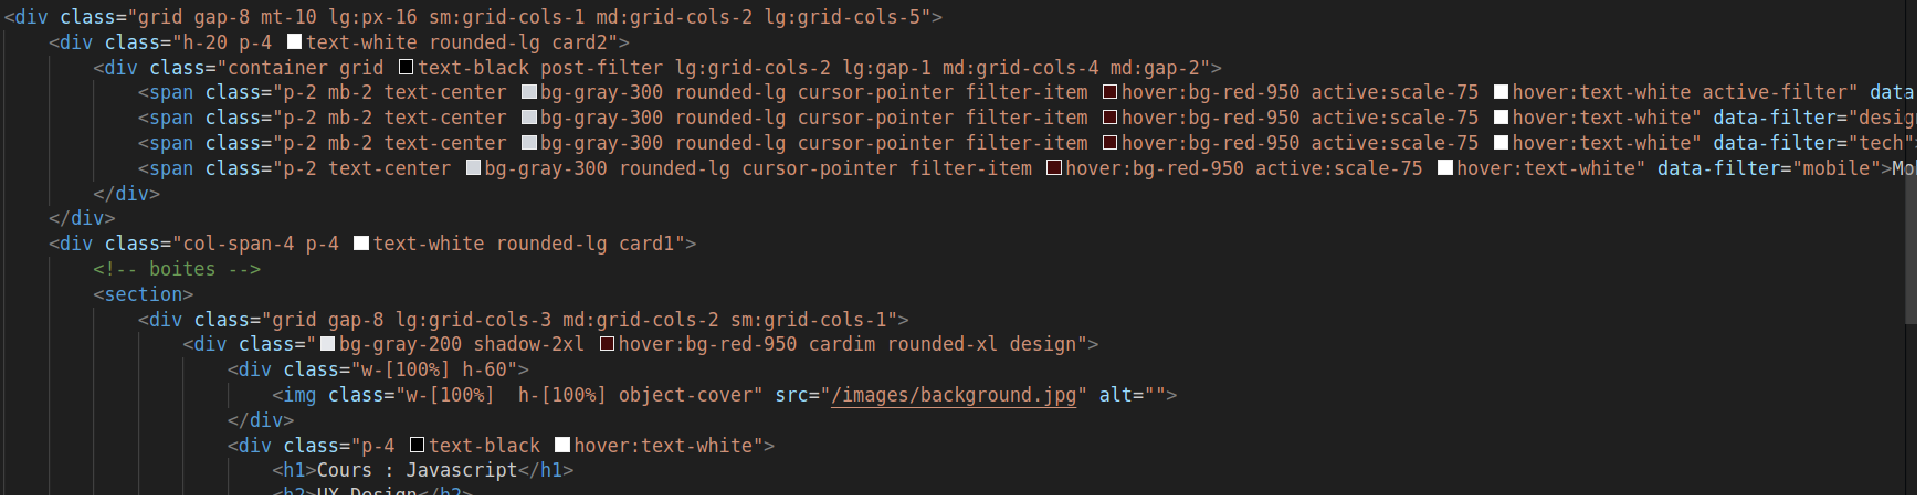 <div class="grid gap-8 mt-10 lg:px-16 sm:grid-cols-1 md:grid-cols-2 lg:grid-cols-5">
<div class="h-20 p-4 text-white rounded-lg card2">
<div class="container grid text-black post-filter lg:grid-cols-2 lg:gap-1 md:grid-cols-4 md:gap-2">
<span class="p-2 mb-2 text-center bg-gray-300 rounded-lg cursor-pointer filter-item hover:bg-red-950 active:scale-75 hover:text-white active-filter" data
<span class="p-2 mb-2 text-center bg-gray-300 rounded-lg cursor-pointer filter-item hover:bg-red-950 active:scale-75 hover:text-white" data-filter="desig
<span class="p-2 mb-2 text-center bg-gray-300 rounded-lg cursor-pointer filter-item hover:bg-red-950 active:scale-75 hover:text-white" data-filter="tech">
<span class="p-2 text-center bg-gray-300 rounded-lg cursor-pointer filter-item hover:bg-red-950 active:scale-75 hover:text-white" data-filter="mobile">Mo
</div>
</div>
<div class="col-span-4 p-4 text-white rounded-lg card1">
<!-- boites -->
<section>
<div class="grid gap-8 lg:grid-cols-3 md:grid-cols-2 sm:grid-cols-1">
<div class="bg-gray-200 shadow-2xl hover:bg-red-950 cardim rounded-xl design">
<div class="w-[100%] h-60">
<img class="w-[100%]  h-[100%] object-cover" src="/images/background.jpg" alt="">
</div>
<div class="p-4 text-black hover:text-white">
<h1>Cours : Javascript</h1>
<h2>UX Design</h2>